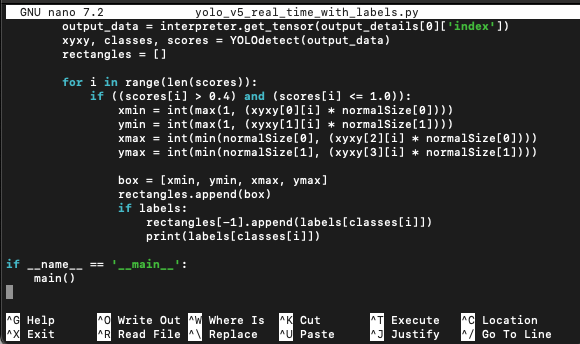 GNU nano 7.2 yolo_v5_real_time_with_labels.py
        output_data = interpreter.get_tensor(output_details[0]['index'])
        xyxy, classes, scores = YOLOdetect(output_data)
        rectangles = []

        for i in range(len(scores)):
            if ((scores[i] > 0.4) and (scores[i] <= 1.0)):
                xmin = int(max(1, (xyxy[0][i] * normalSize[0])))
                ymin = int(max(1, (xyxy[1][i] * normalSize[1])))
                xmax = int(min(normalSize[0], (xyxy[2][i] * normalSize[0])))
                ymax = int(min(normalSize[1], (xyxy[3][i] * normalSize[1])))

                box = [xmin, ymin, xmax, ymax]
                rectangles.append(box)
                if labels:
                    rectangles[-1].append(labels[classes[i]])
                    print(labels[classes[i]])

if __name__ == '__main__':
    main()

^G Help ^O Write Out ^W Where Is ^K Cut ^T Execute ^C Location
^X Exit ^R Read File ^\ Replace ^U Paste ^J Justify ^/ Go To Line